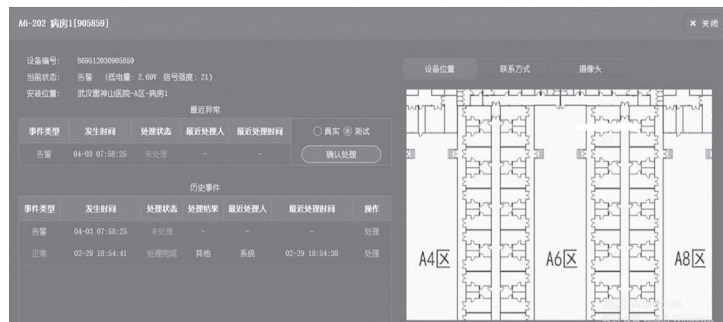 A6-202 病房1[905859]
× 关闭
设备编号: 869512030905859
当前状态: 告警 (低电量: 2.69V 信号强度: 21)
安装位置: 武汉雷神山医院-A区-病房1
设备位置 联系方式 摄像头
最近异常
事件类型 发生时间 处理状态 最近处理人 最近处理时间 真实 测试
告警 04-03 07:58:25 未处理 - - 确认处理
历史事件
事件类型 发生时间 处理状态 处理结果 最近处理人 最近处理时间 操作
告警 04-03 07:58:25 未处理 - - - 处理
正常 02-29 18:54:41 处理完成 其他 系统 02-29 18:54:38 处理
A4区 A6区 A8区